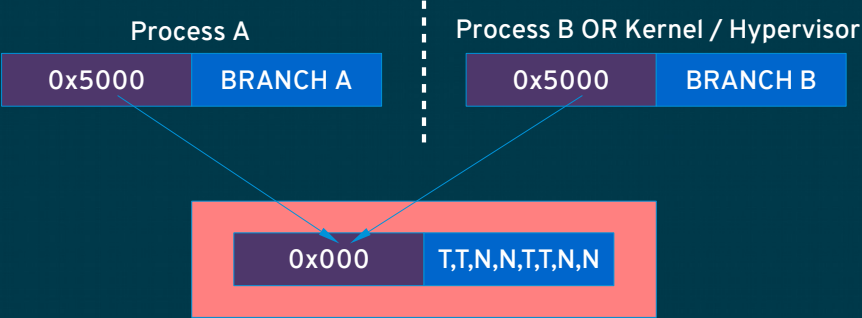 Process A
Process B OR Kernel / Hypervisor
0x5000
BRANCH A
0x5000
BRANCH B
0x000
T,T,N,N,T,T,N,N